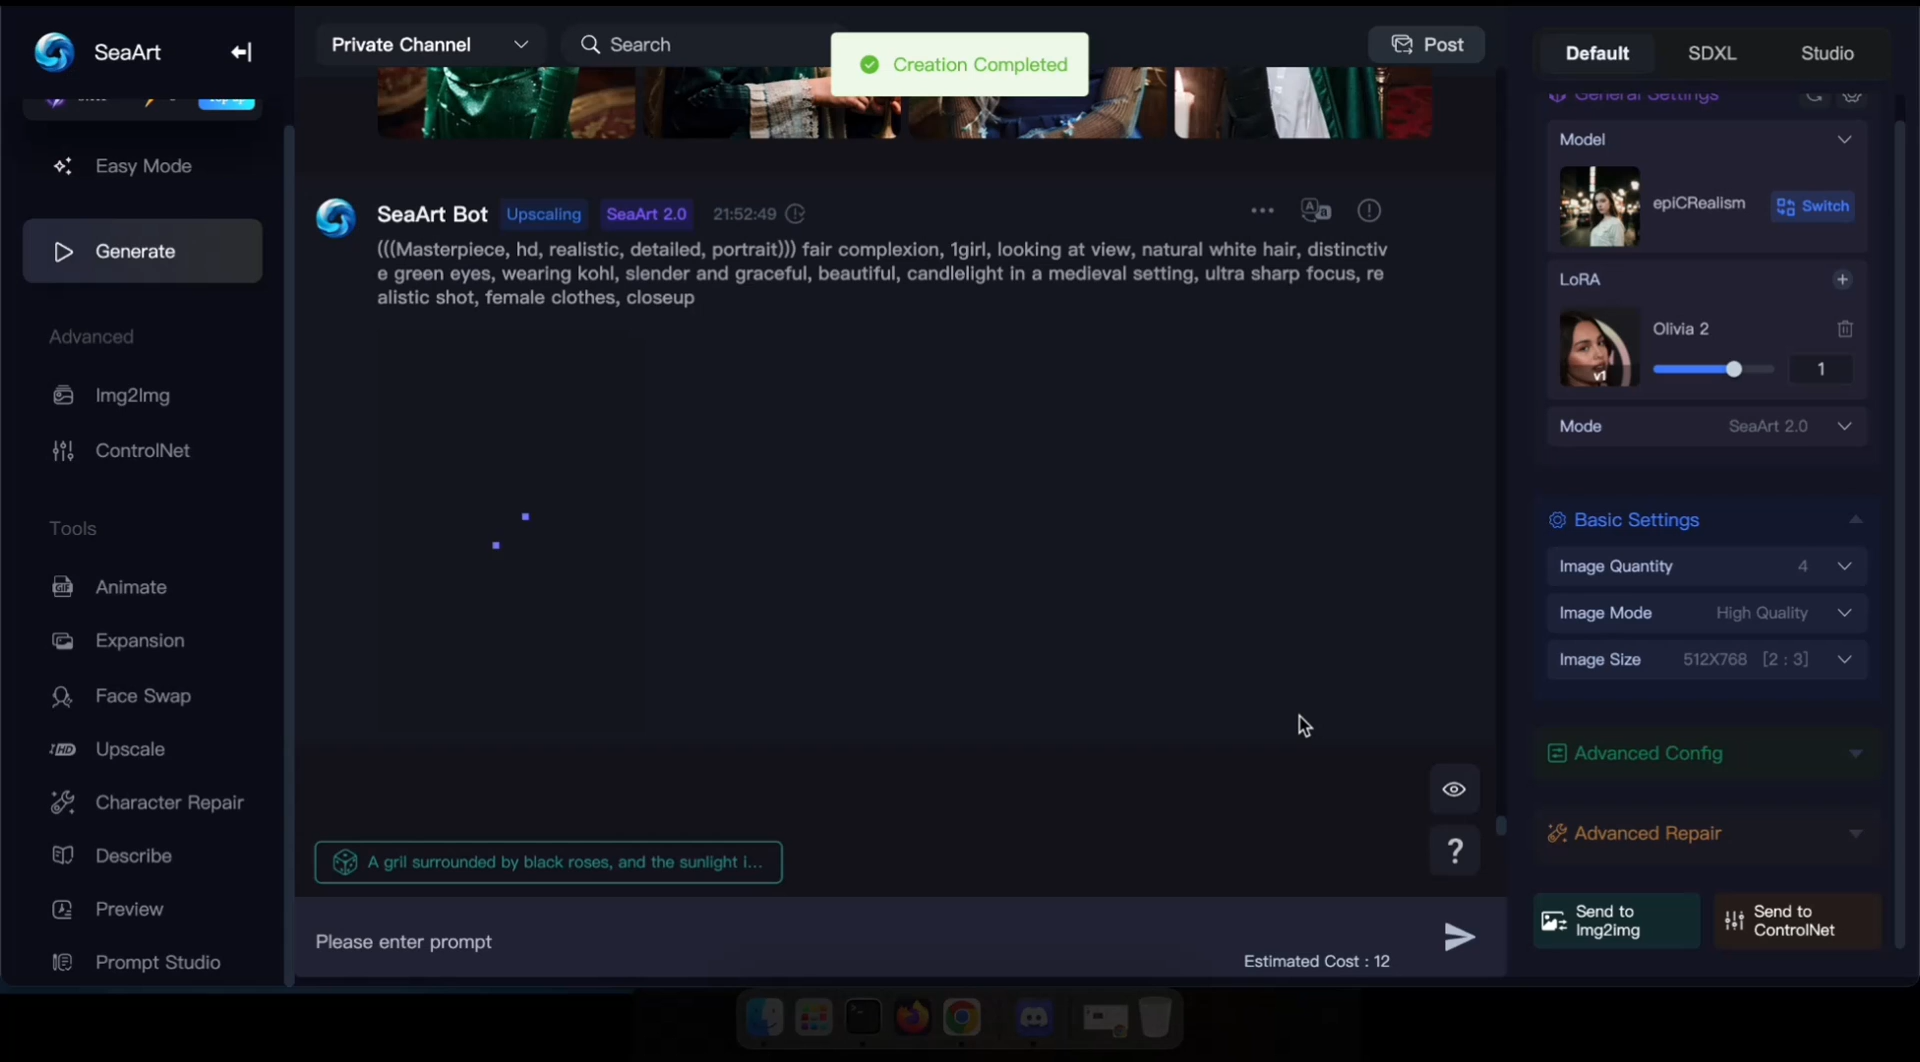 SeaArt
Private Channel
Search
Creation Completed
Post
Default
SDXL
Studio
General Settings
Easy Mode
Generate
Advanced
Img2Img
ControlNet
Tools
Animate
Expansion
Face Swap
Upscale
Character Repair
Describe
Preview
Prompt Studio
SeaArt Bot
Upscaling
SeaArt 2.0
21:52:49
(((Masterpiece, hd, realistic, detailed, portrait))) fair complexion, 1girl, looking at view, natural white hair, distinctiv
e green eyes, wearing kohl, slender and graceful, beautiful, candlelight in a medieval setting, ultra sharp focus, re
alistic shot, female clothes, closeup
A gril surrounded by black roses, and the sunlight i...
Please enter prompt
Estimated Cost : 12
Model
epiCRealism
Switch
LoRA
Olivia 2
v1
1
Mode
SeaArt 2.0
Basic Settings
Image Quantity
4
Image Mode
High Quality
Image Size
512X768 [2 : 3]
Advanced Config
Advanced Repair
Send to
Img2img
Send to
ControlNet